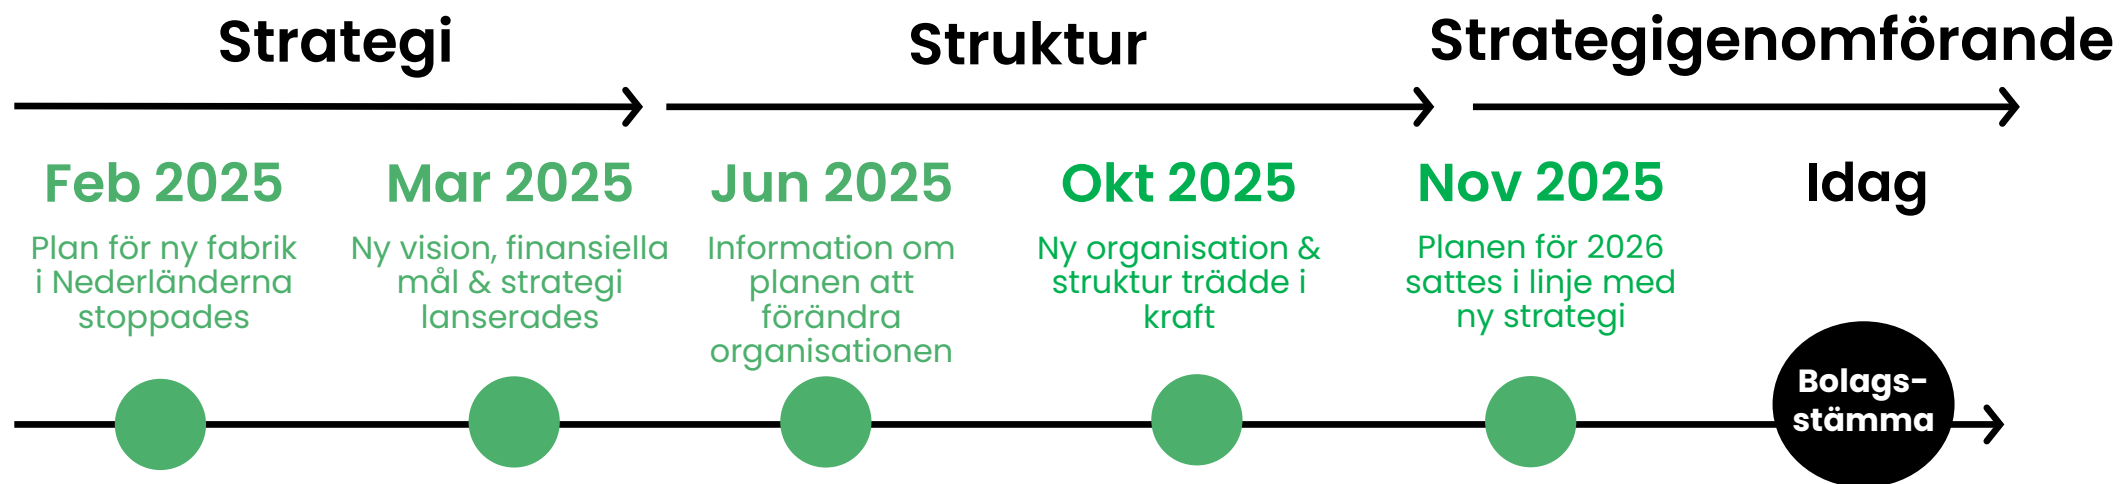 Strategi
Struktur
Strategigenomförande
Feb 2025
Plan för ny fabrik
i Nederländerna
stoppades
Mar 2025
Ny vision, finansiella
mål & strategi
lanserades
Jun 2025
Information om
planen att
förändra
organisationen
Okt 2025
Ny organisation &
struktur trädde i
kraft
Nov 2025
Planen för 2026
sattes i linje med
ny strategi
Idag
Bolags-
stämma